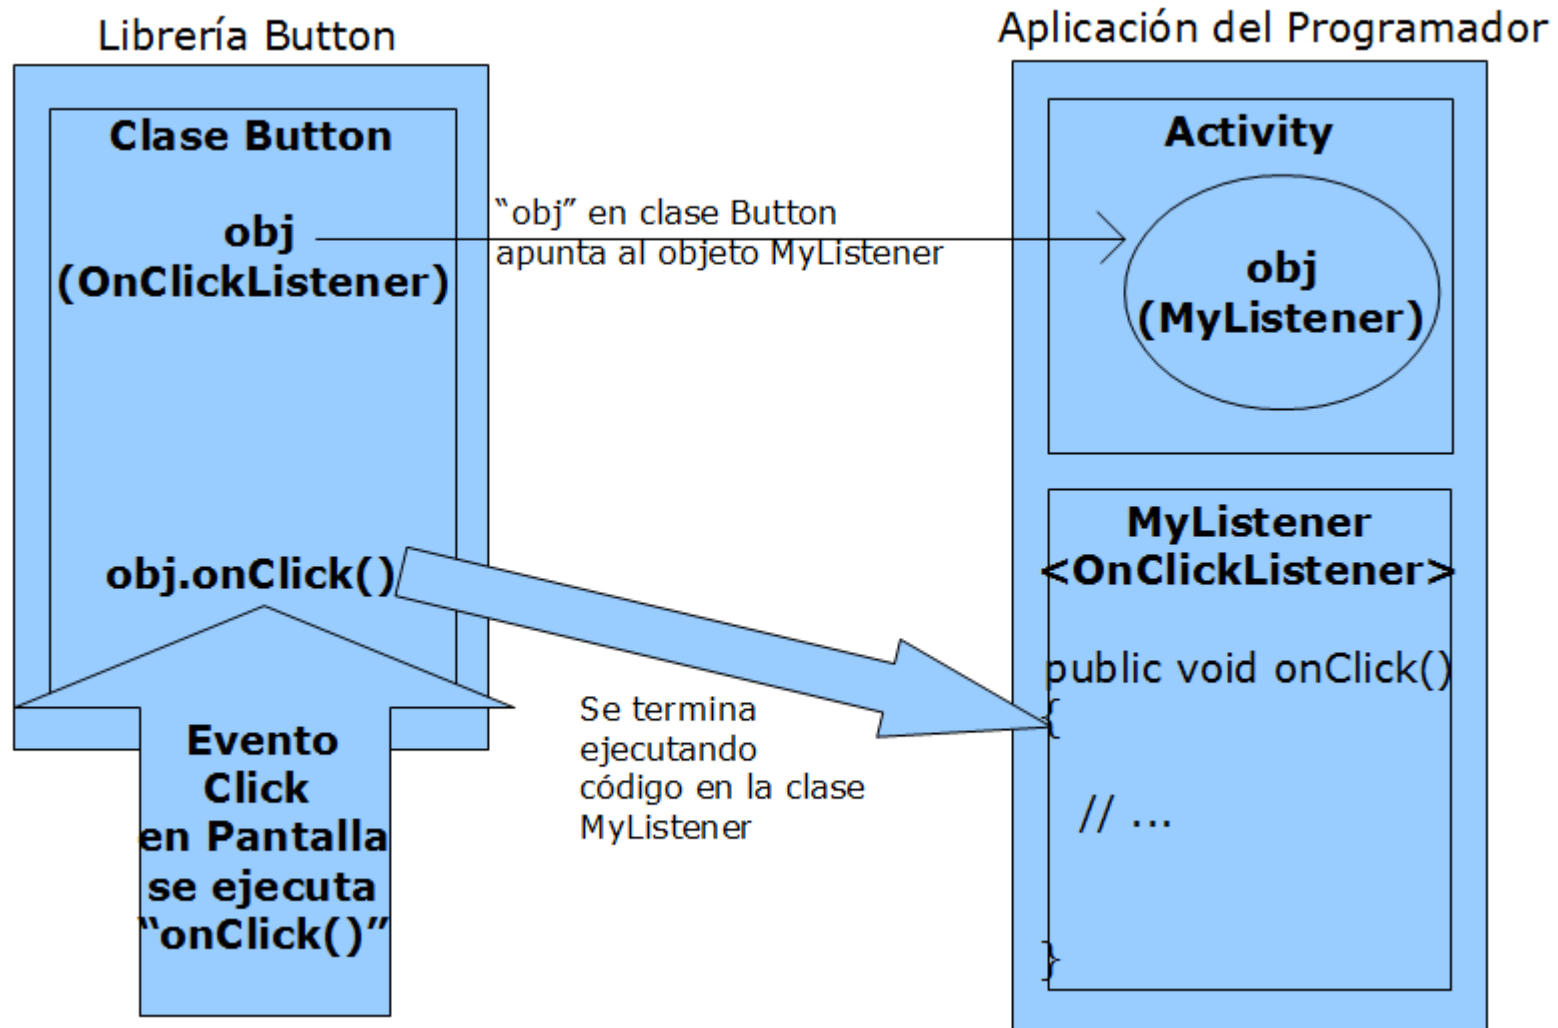 Librería Button
Clase Button
obj
(OnClickListener)
obj.onClick()
Evento
Click
en Pantalla
se ejecuta
“onClick()”
“obj” en clase Button
apunta al objeto MyListener
Se termina
ejecutando
código en la clase
MyListener
Aplicación del Programador
Activity
obj
(MyListener)
MyListener
<OnClickListener>
public void onClick()
{
// ...
}